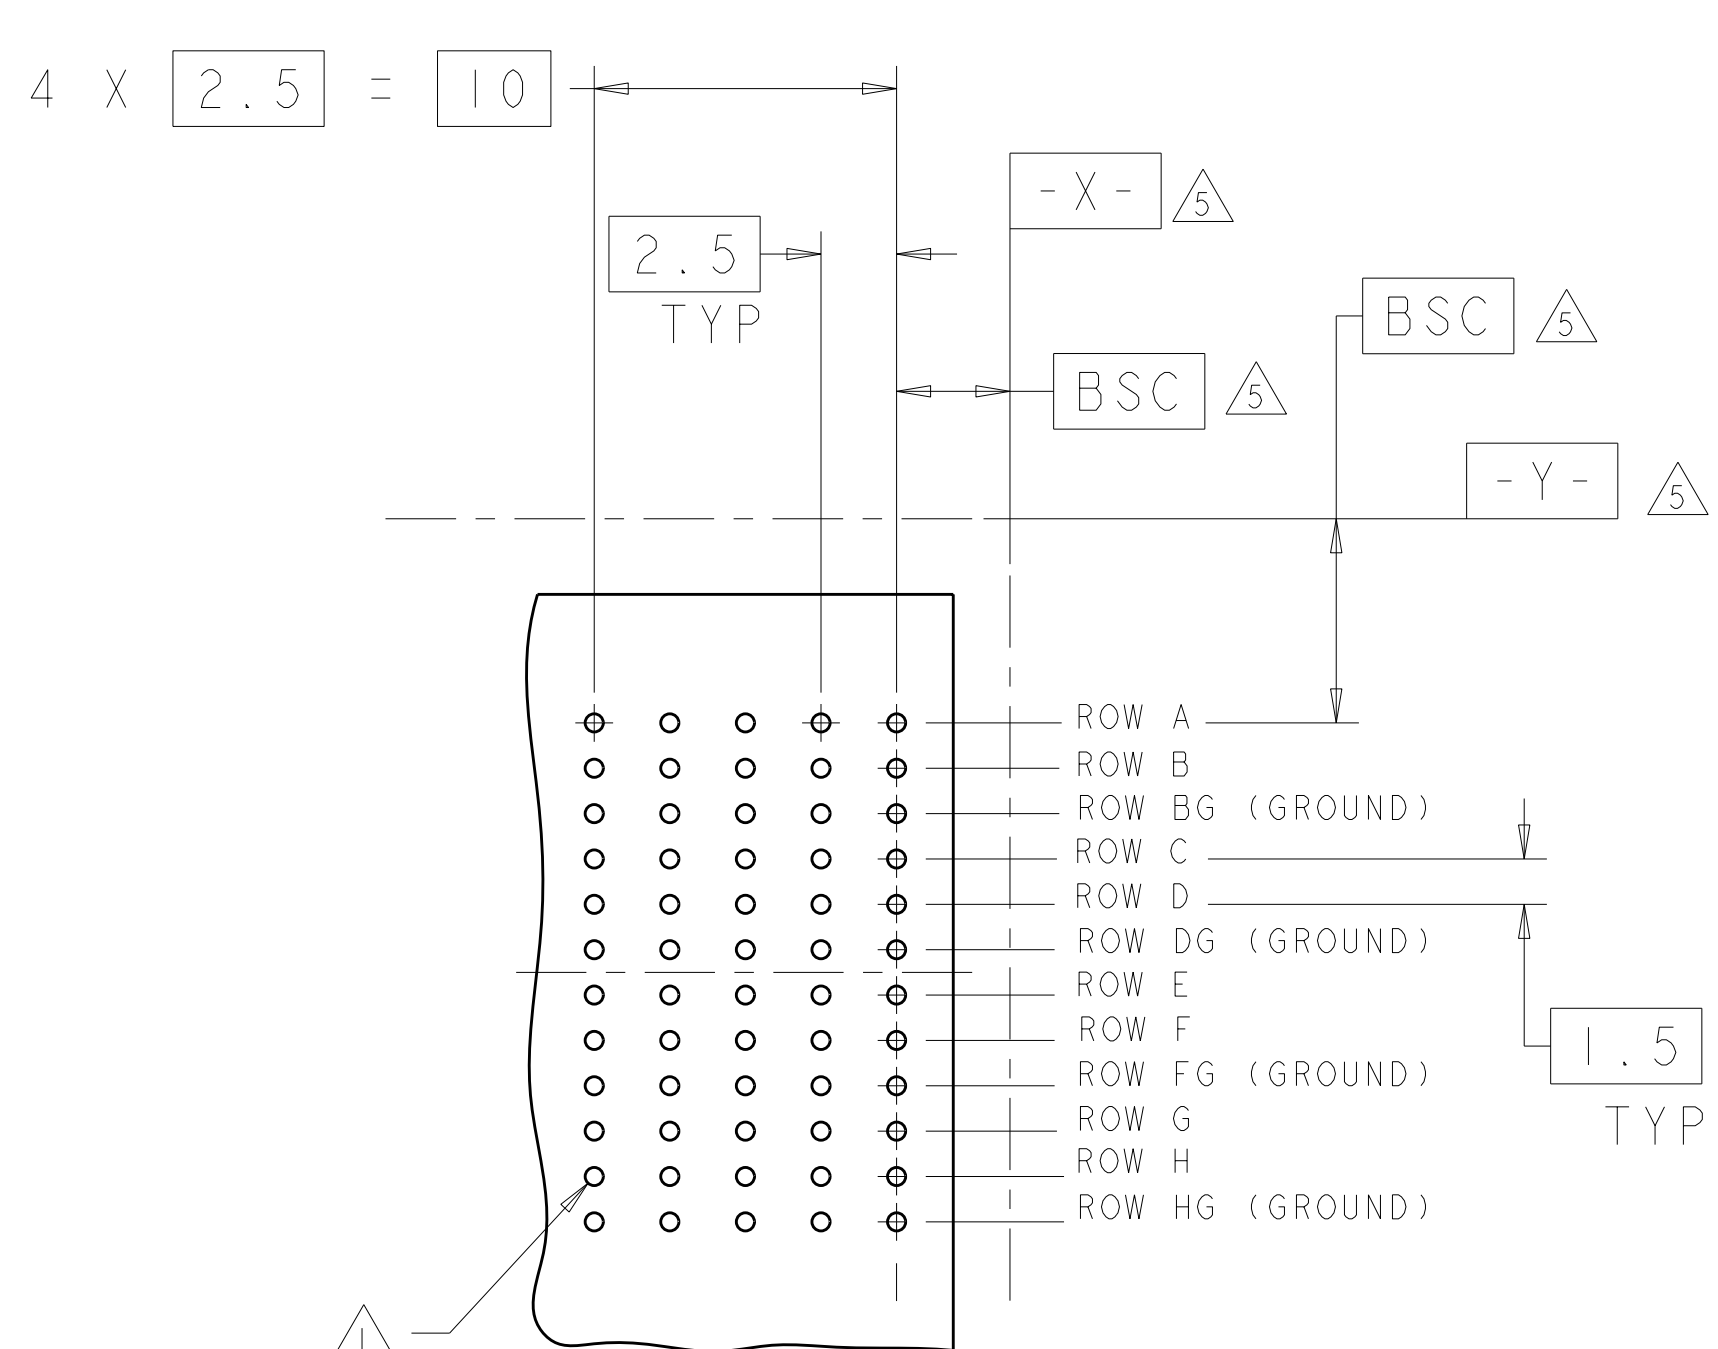 4 X 2.5 = 10
-X- 5
2.5
TYP
BSC 5
BSC 5
-Y- 5
ROW A
ROW B
ROW BG (GROUND)
ROW C
ROW D
ROW DG (GROUND)
ROW E
ROW F
1.5
TYP
ROW FG (GROUND)
ROW G
ROW H
ROW HG (GROUND)
1